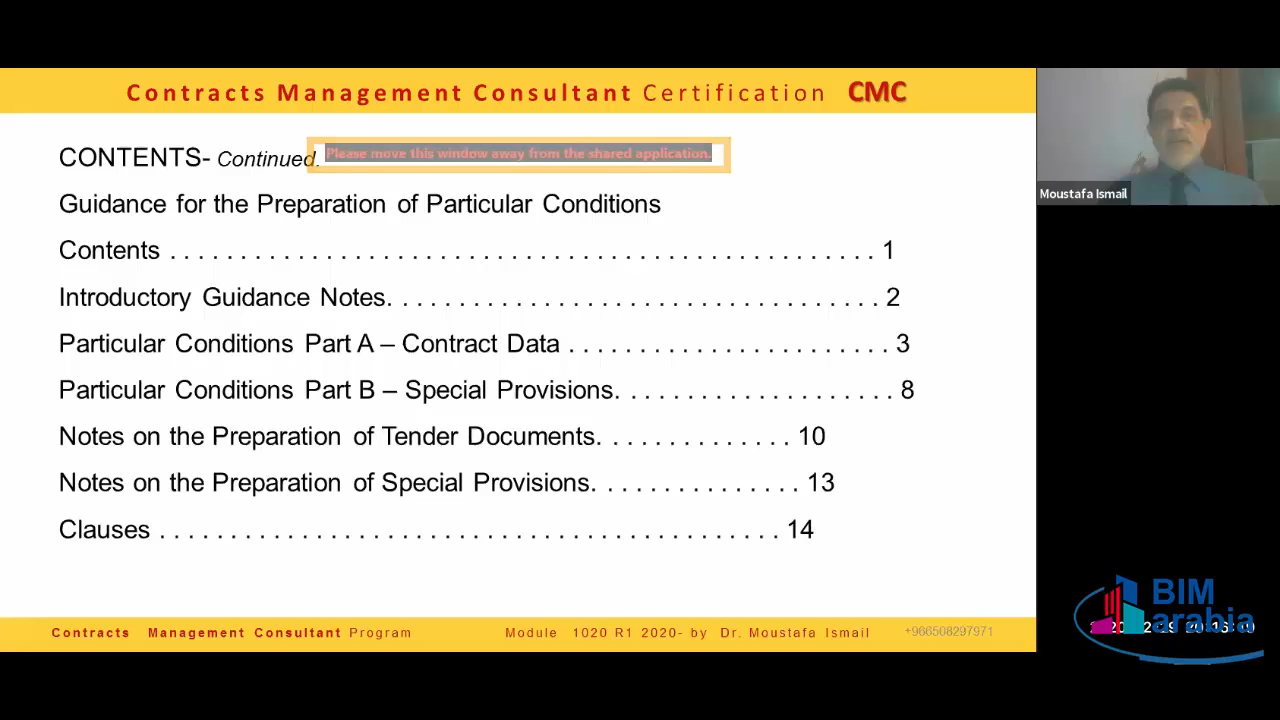 Contracts Management Consultant Certification CMC
CONTENTS- Continued.
Please move this window away from the shared application.
Guidance for the Preparation of Particular Conditions
Contents . . . . . . . . . . . . . . . . . . . . . . . . . . . . . . . . . . . . . . . . . . . . . . . . . . 1
Introductory Guidance Notes. . . . . . . . . . . . . . . . . . . . . . . . . . . . . . . . . . . 2
Particular Conditions Part A – Contract Data . . . . . . . . . . . . . . . . . . . . . . . 3
Particular Conditions Part B – Special Provisions. . . . . . . . . . . . . . . . . . . . 8
Notes on the Preparation of Tender Documents. . . . . . . . . . . . . . 10
Notes on the Preparation of Special Provisions. . . . . . . . . . . . . . . 13
Clauses . . . . . . . . . . . . . . . . . . . . . . . . . . . . . . . . . . . . . . . . . . . . 14
Moustafa Ismail
Contracts Management Consultant Program
Module 1020 R1 2020- by Dr. Moustafa Ismail
+966508297971
BIM
arabia